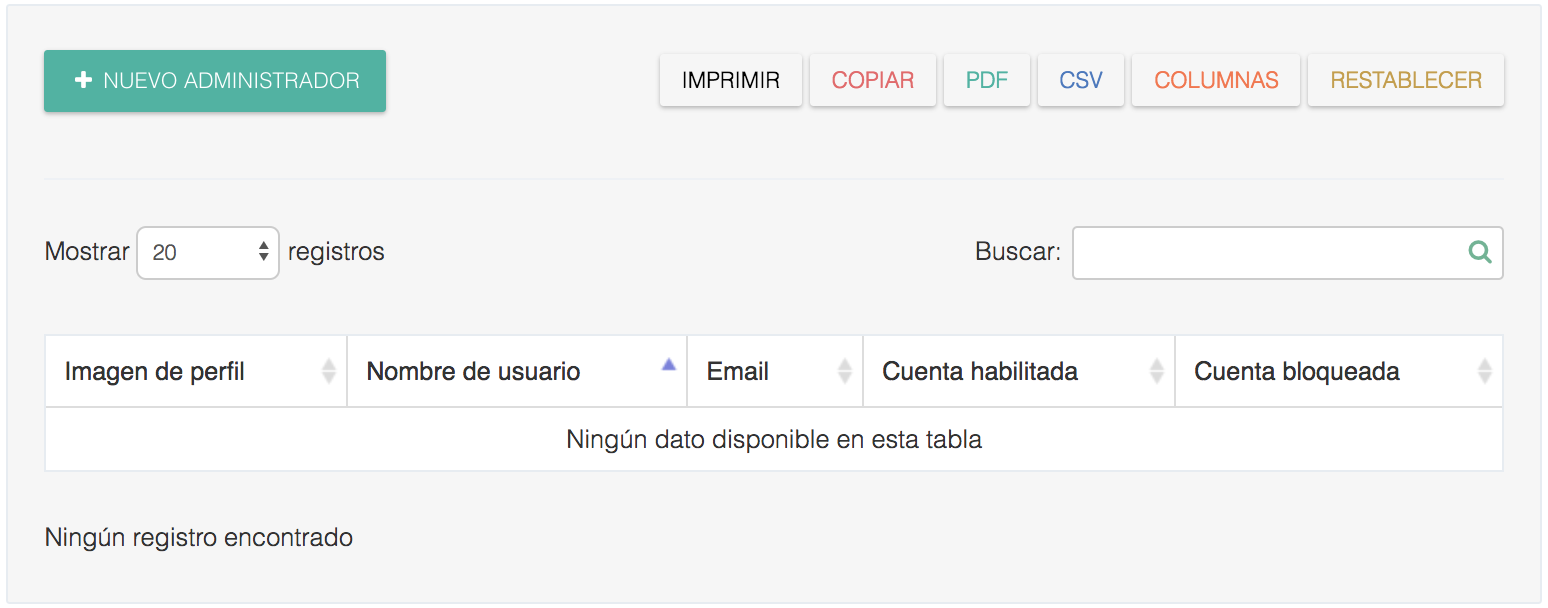 NUEVO ADMINISTRADOR
IMPRIMIR COPIAR PDF CSV COLUMNAS RESTABLECER
Mostrar 20 registros Buscar:
Imagen de perfil Nombre de usuario Email Cuenta habilitada Cuenta bloqueada
Ningún dato disponible en esta tabla
Ningún registro encontrado